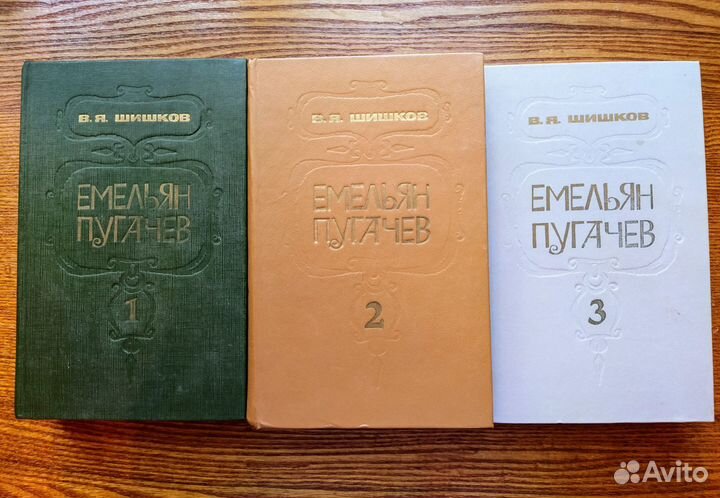 В. Я. ШИШКОВ
ЕМЕЛЬЯН
ПУГАЧЕВ
1
В. Я. ШИШКОВ
ЕМЕЛЬЯН
ПУГАЧЕВ
2
В. Я. ШИШКОВ
ЕМЕЛЬЯН
ПУГАЧЕВ
3
Avito